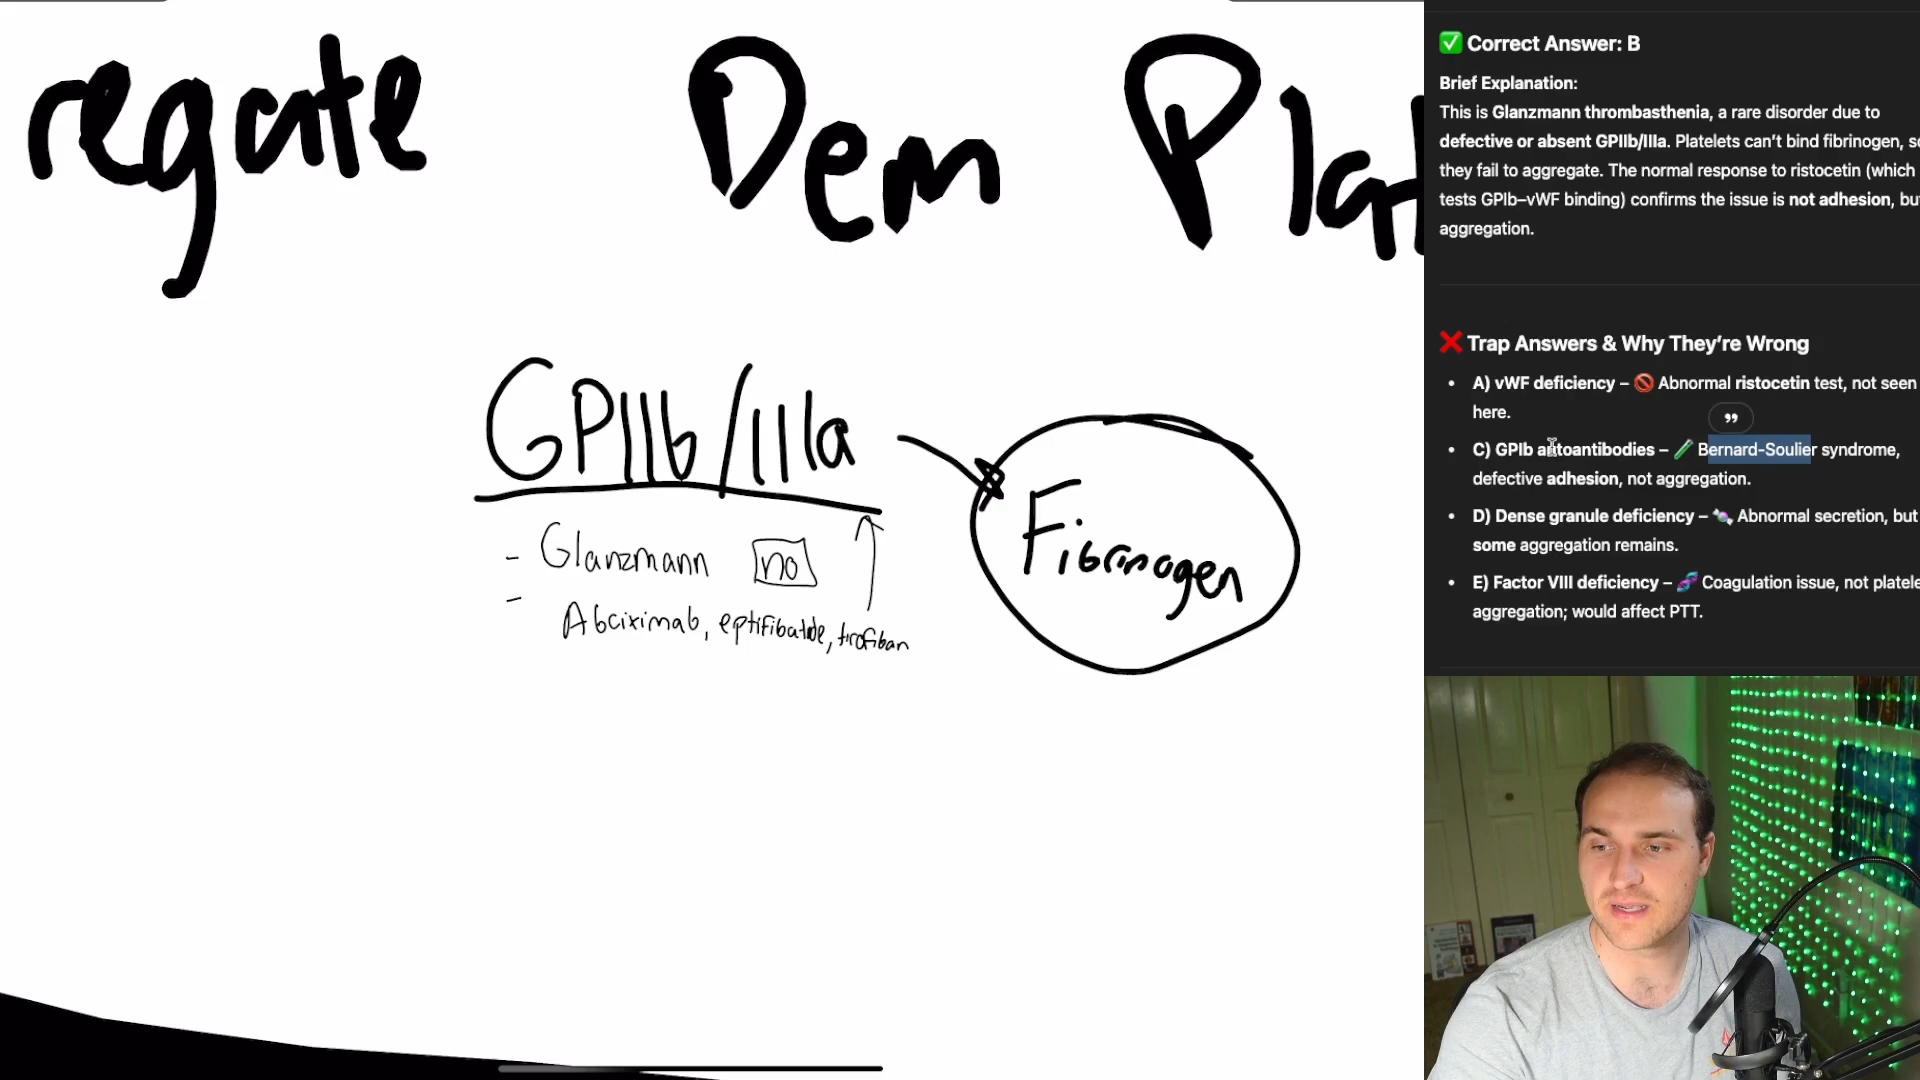 regate Dem Plat
GPIIb/IIIa
Fibrinogen
- Glanzmann no
- Abciximab, eptifibatide, tirofiban
✅ Correct Answer: B
Brief Explanation:
This is Glanzmann thrombasthenia, a rare disorder due to
defective or absent GPIIb/IIIa. Platelets can't bind fibrinogen, so
they fail to aggregate. The normal response to ristocetin (which
tests GPIb–vWF binding) confirms the issue is not adhesion, but
aggregation.
❌ Trap Answers & Why They're Wrong
• A) vWF deficiency – 🚫 Abnormal ristocetin test, not seen
here.
• C) GPIb autoantibodies – 🧪 Bernard-Soulier syndrome,
defective adhesion, not aggregation.
• D) Dense granule deficiency – 🍬 Abnormal secretion, but
some aggregation remains.
• E) Factor VIII deficiency – 🧬 Coagulation issue, not platele
aggregation; would affect PTT.